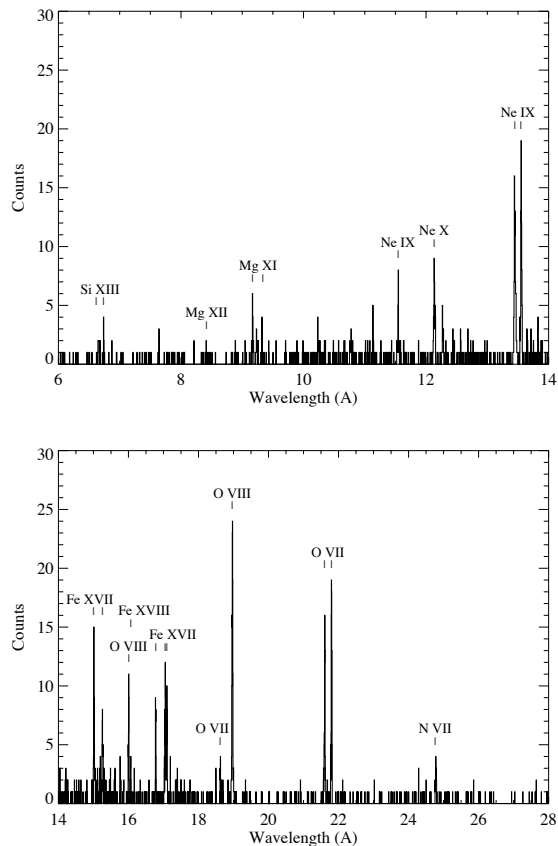 30
25
20
15
10
5
0
Counts
Ne IX
Ne X
Ne IX
Mg XI
Si XIII
Mg XII
6 8 10 12 14
Wavelength (A)
30
25
20
15
10
5
0
Counts
O VIII
O VII
Fe XVII
Fe XVIII
O VIII
Fe XVII
O VII
N VII
14 16 18 20 22 24 26 28
Wavelength (A)